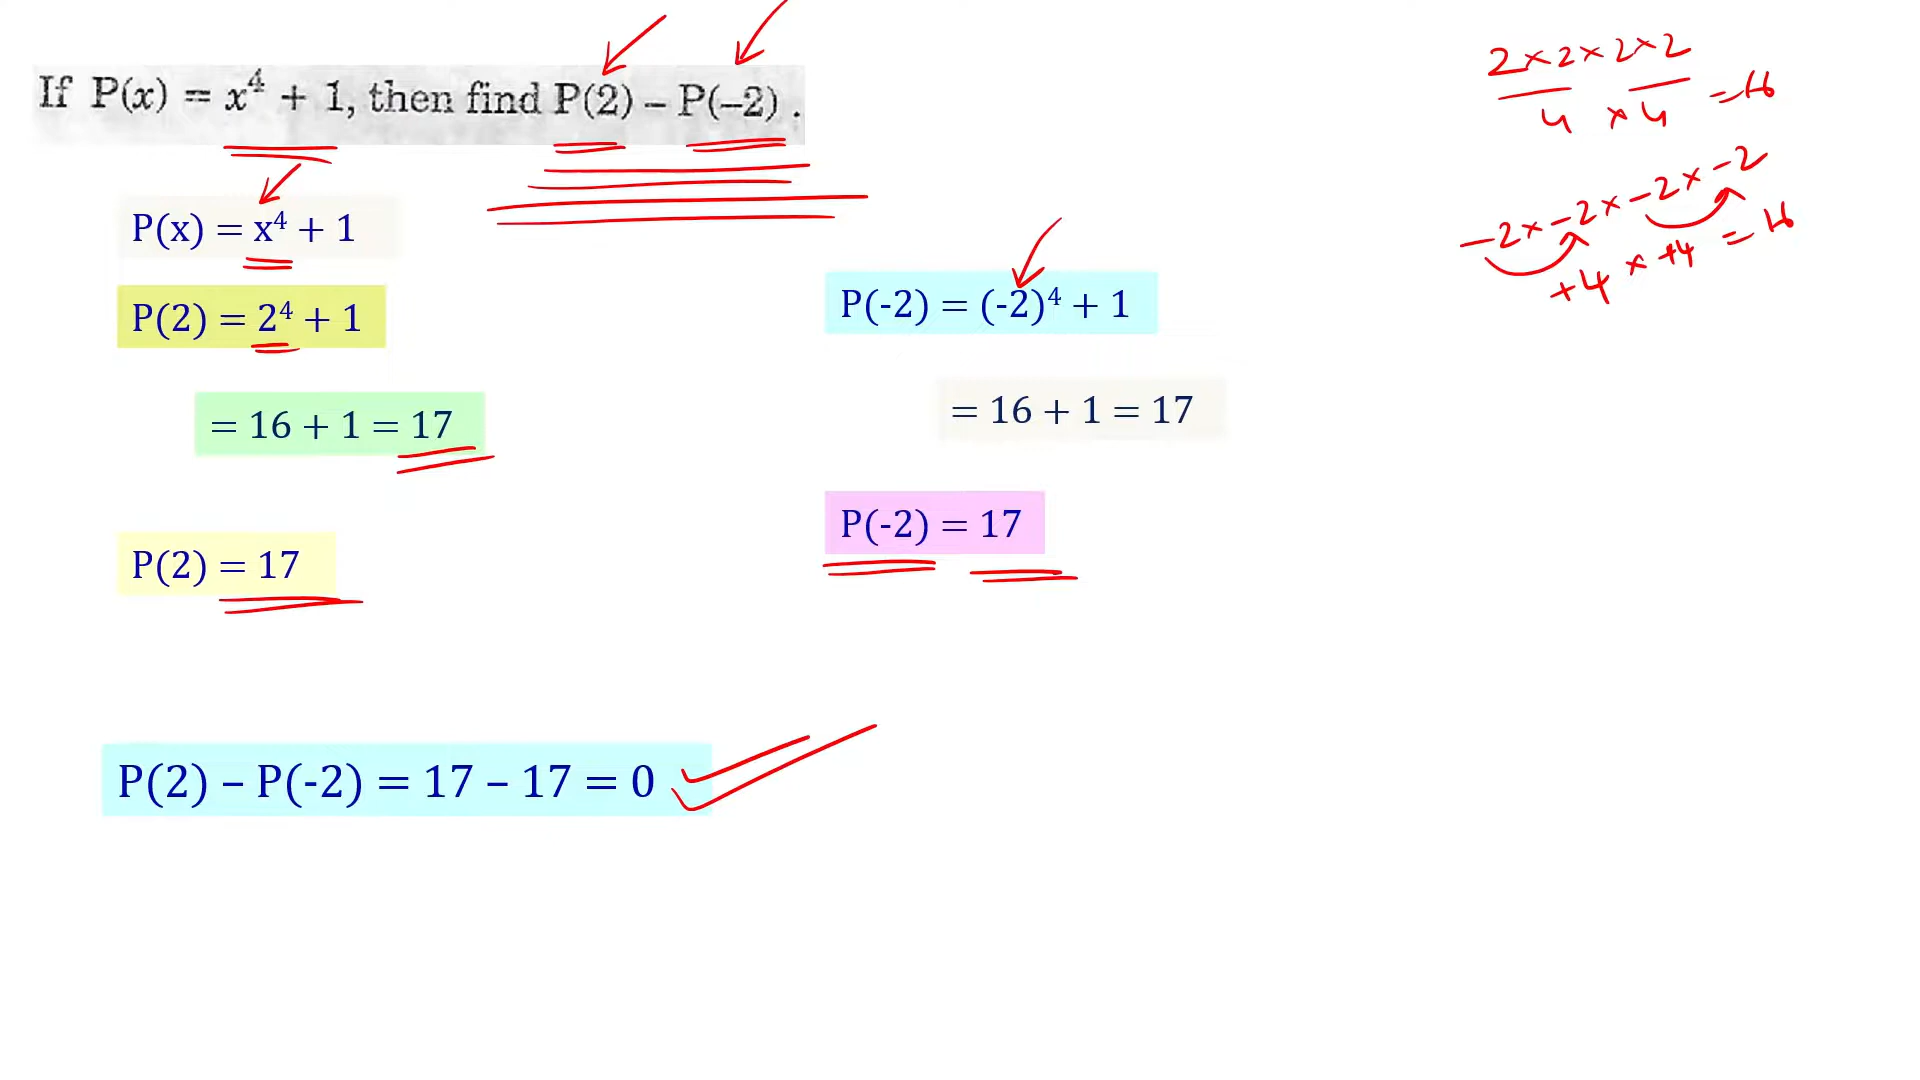 If P(x) = x⁴ + 1, then find P(2) – P(–2) .
P(x) = x⁴ + 1
P(2) = 2⁴ + 1
= 16 + 1 = 17
P(2) = 17
P(-2) = (-2)⁴ + 1
= 16 + 1 = 17
P(-2) = 17
P(2) – P(-2) = 17 – 17 = 0
2 × 2 × 2 × 2
4 × 4 = 16
–2 × –2 × –2 × –2
+4 × +4 = 16